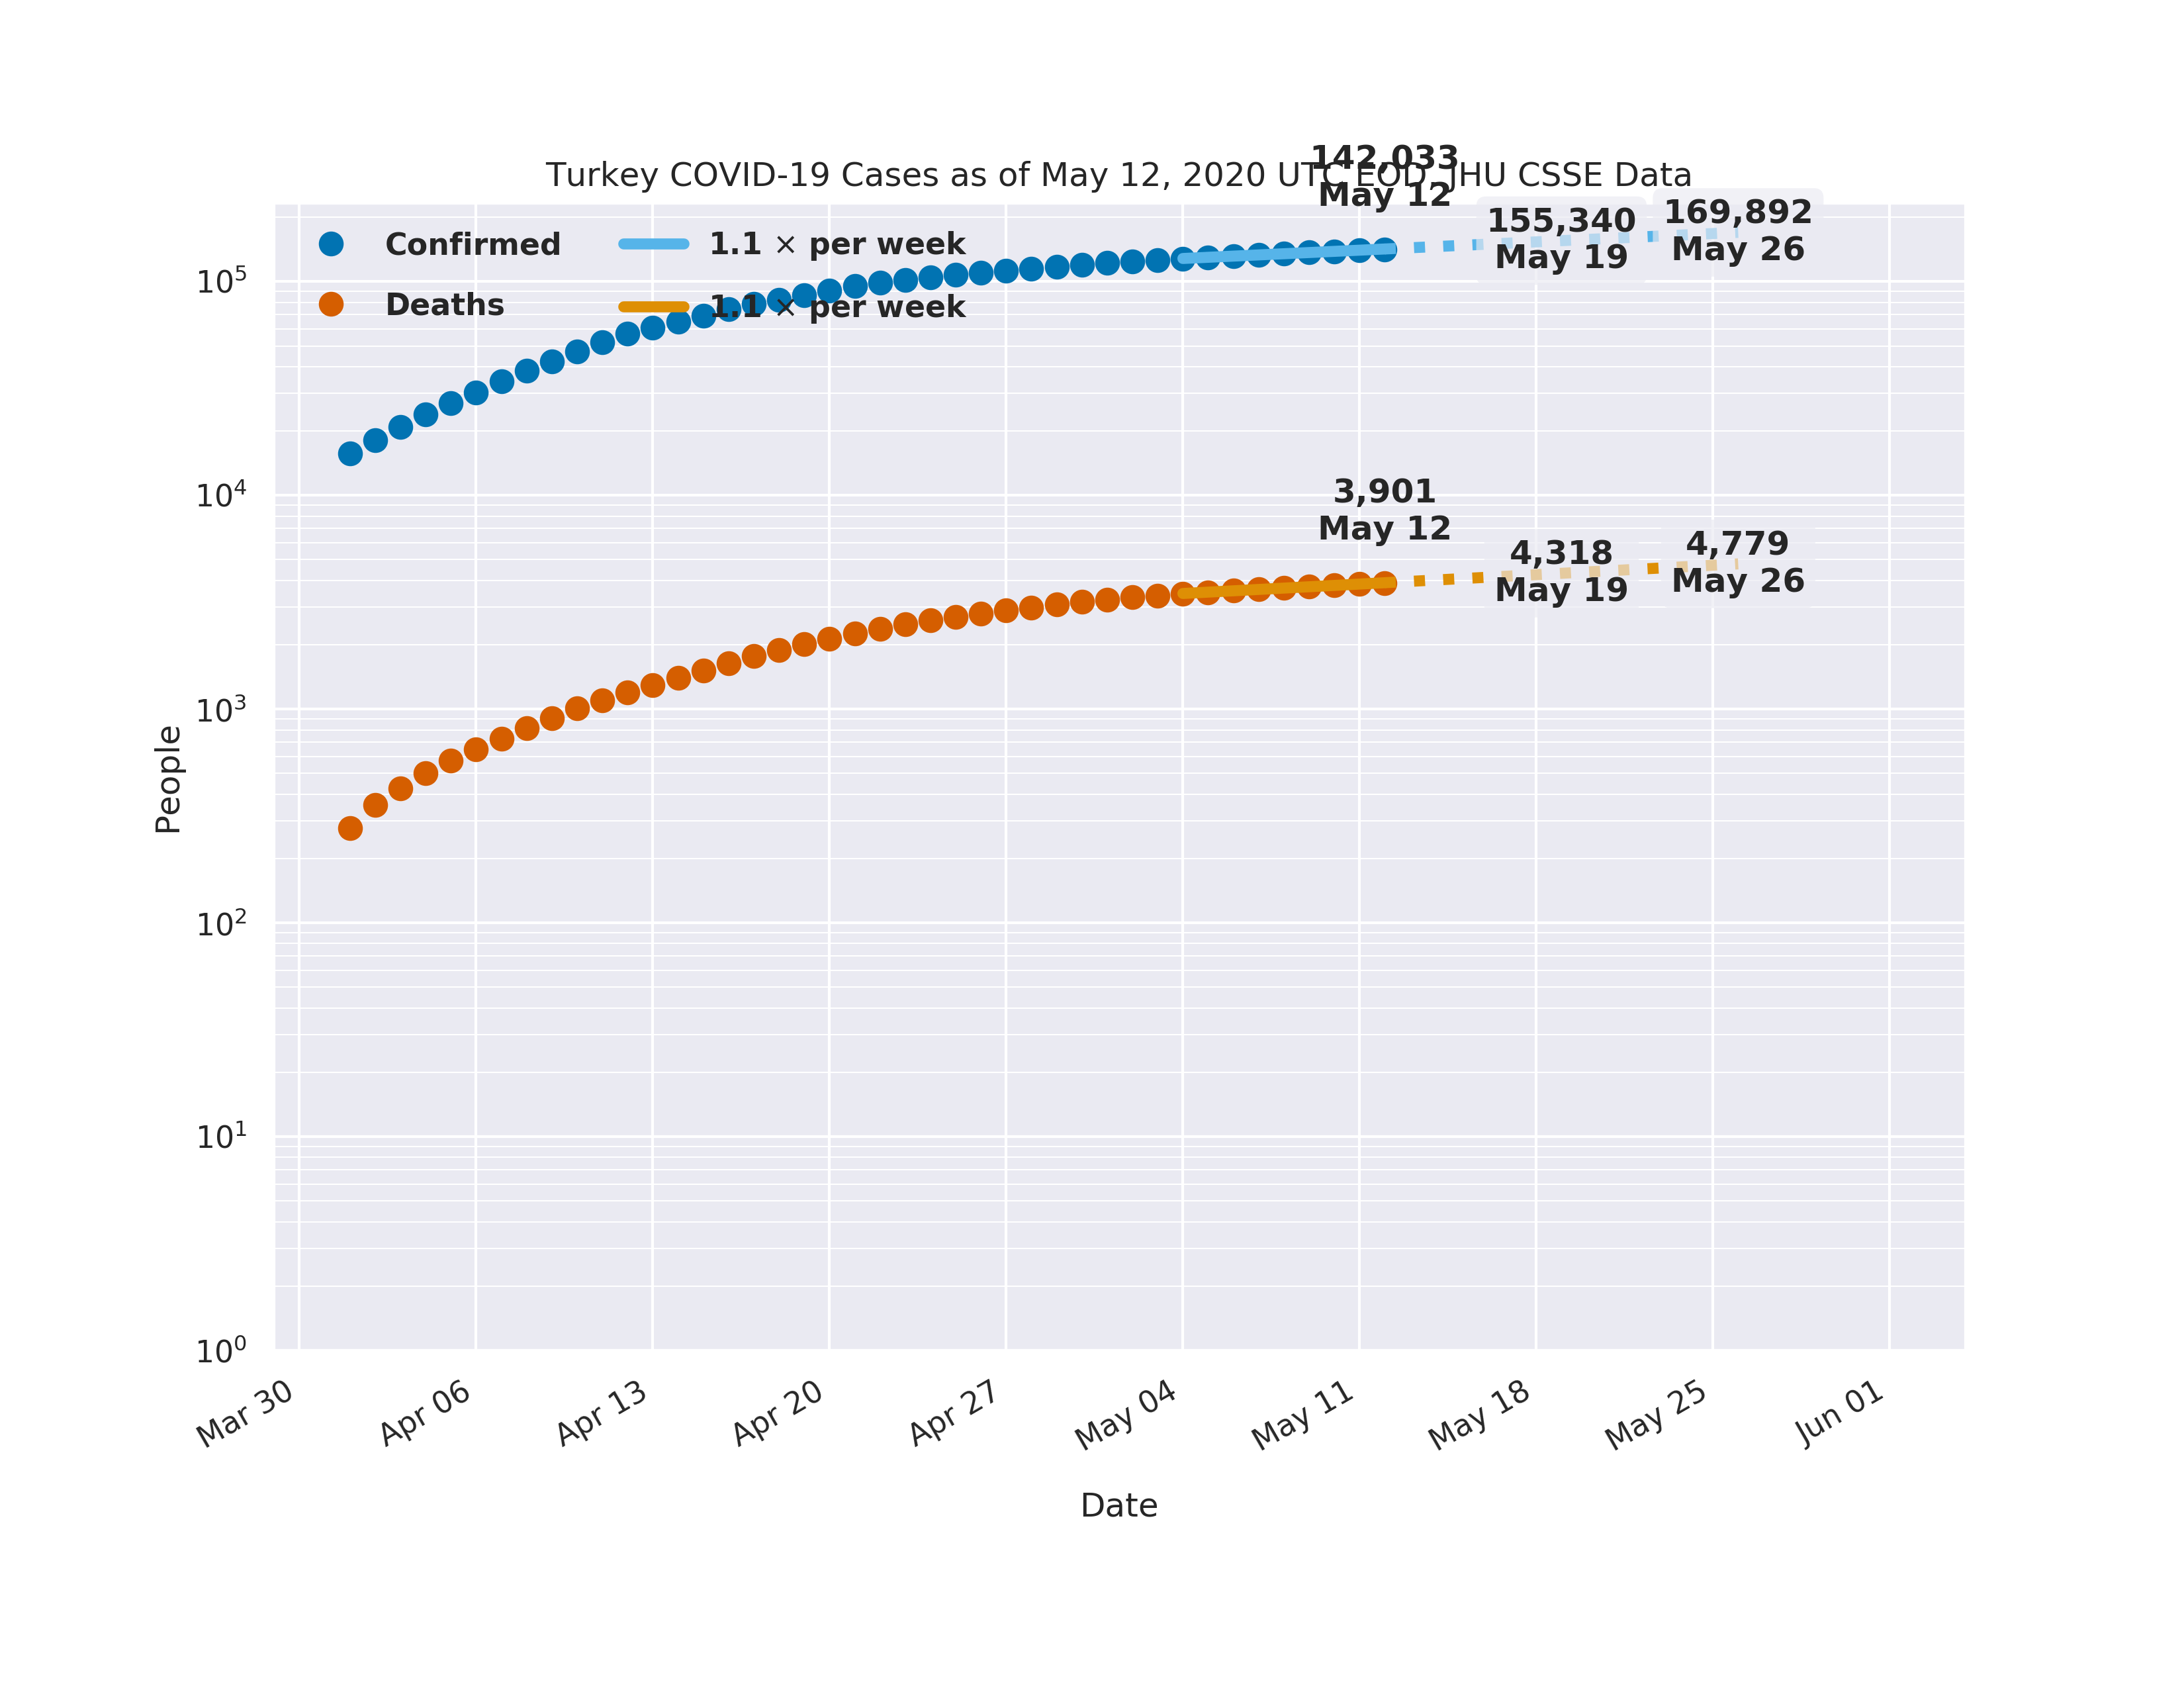 142,033
May 12
Turkey COVID-19 Cases as of May 12, 2020 UTC EOD, JHU CSSE Data
155,340
May 19
169,892
May 26
Confirmed
1.1 × per week
Deaths
1.1 × per week
3,901
May 12
4,318
May 19
4,779
May 26
10⁵
10⁴
10³
10²
10¹
10⁰
People
Mar 30
Apr 06
Apr 13
Apr 20
Apr 27
May 04
May 11
May 18
May 25
Jun 01
Date